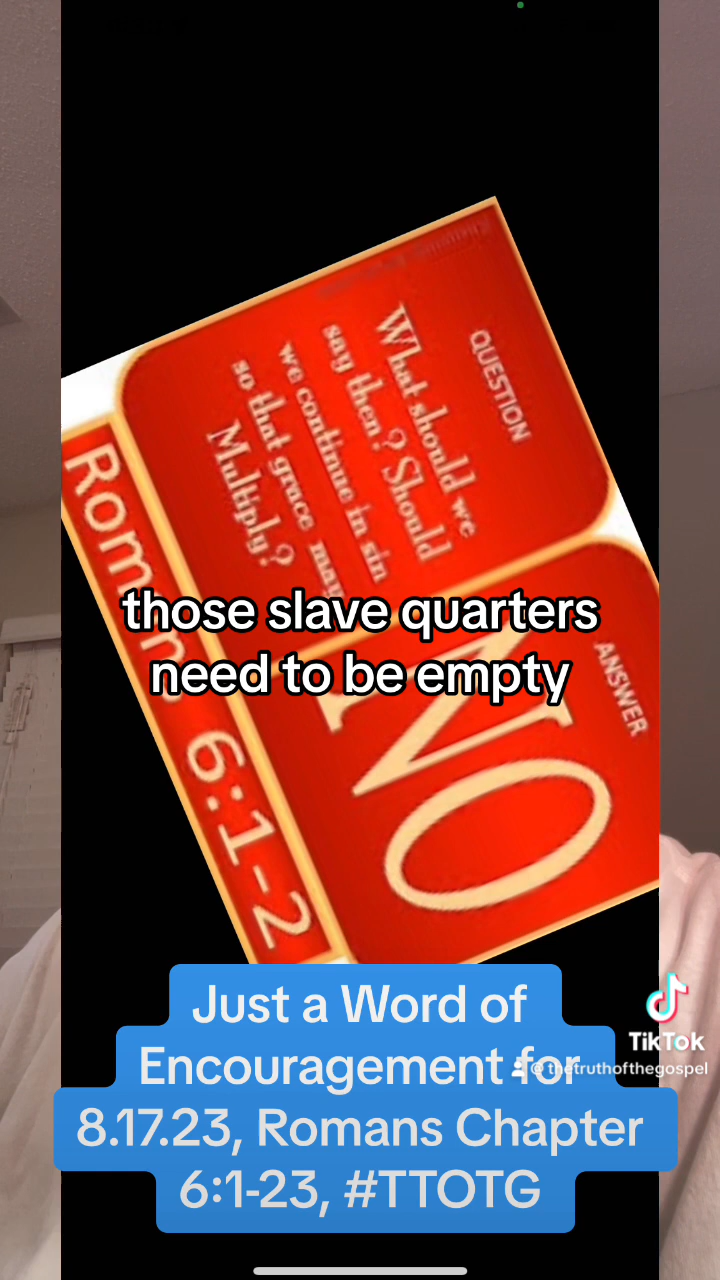 QUESTION
What should we
say then? Should
we continue in sin
so that grace may
Multiply?
ANSWER
NO
Romans 6:1-2
those slave quarters
need to be empty
Just a Word of
Encouragement for
8.17.23, Romans Chapter
6:1-23, #TTOTG
TikTok
@thetruthofthegospel